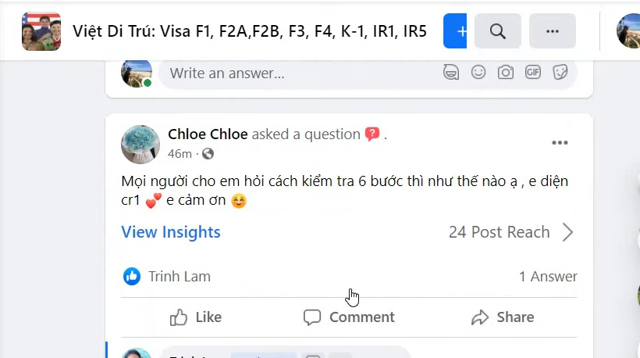 Việt Di Trú: Visa F1, F2A,F2B, F3, F4, K-1, IR1, IR5
Write an answer...
GIF
Chloe Chloe asked a question .
46m ·
Mọi người cho em hỏi cách kiểm tra 6 bước thì như thế nào ạ , e diện
cr1 💕 e cảm ơn 😊
View Insights
24 Post Reach
Trinh Lam
1 Answer
Like
Comment
Share